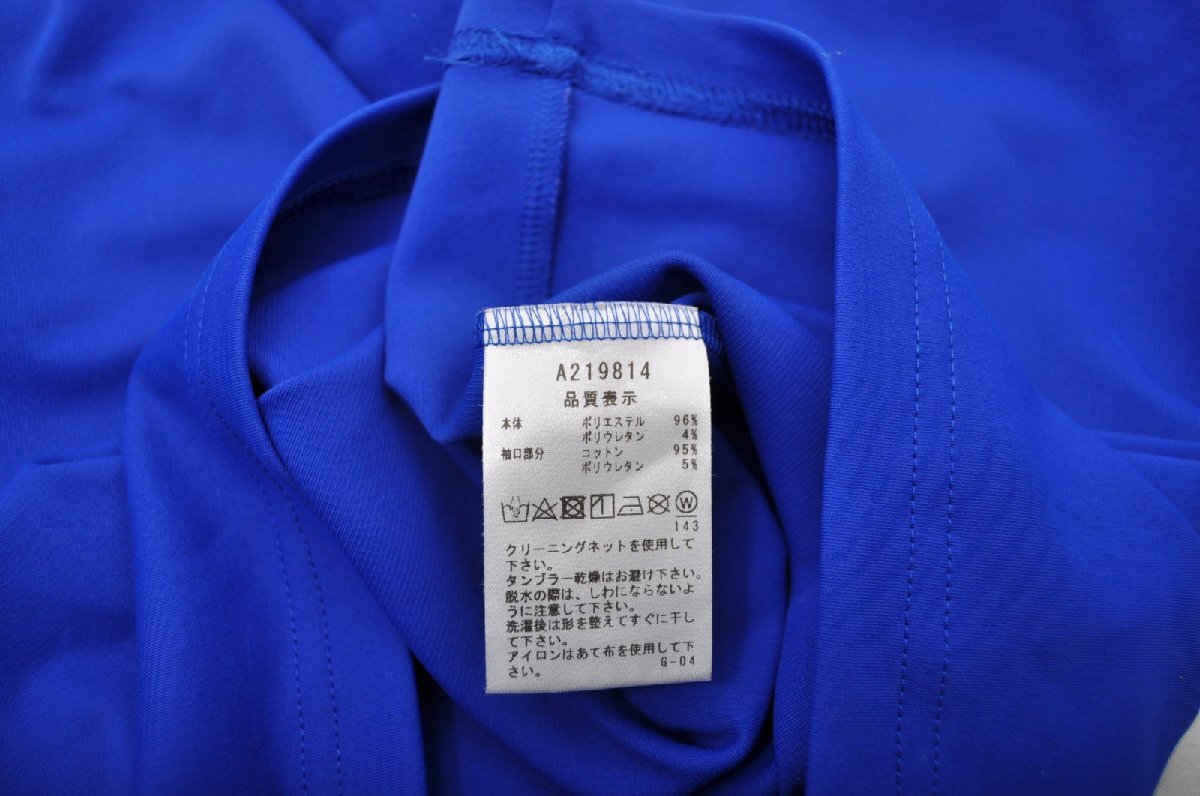 A219814
品質表示
本体 ポリエステル 96%
ポリウレタン 4%
袖口部分 コットン 95%
ポリウレタン 5%
W
143
クリーニングネットを使用して
下さい。
タンブラー乾燥はお避け下さい。
脱水の際は、しわにならないよ
うに注意して下さい。
洗濯後は形を整えてすぐに干し
て下さい。
アイロンはあて布を使用して下
さい。 G-04